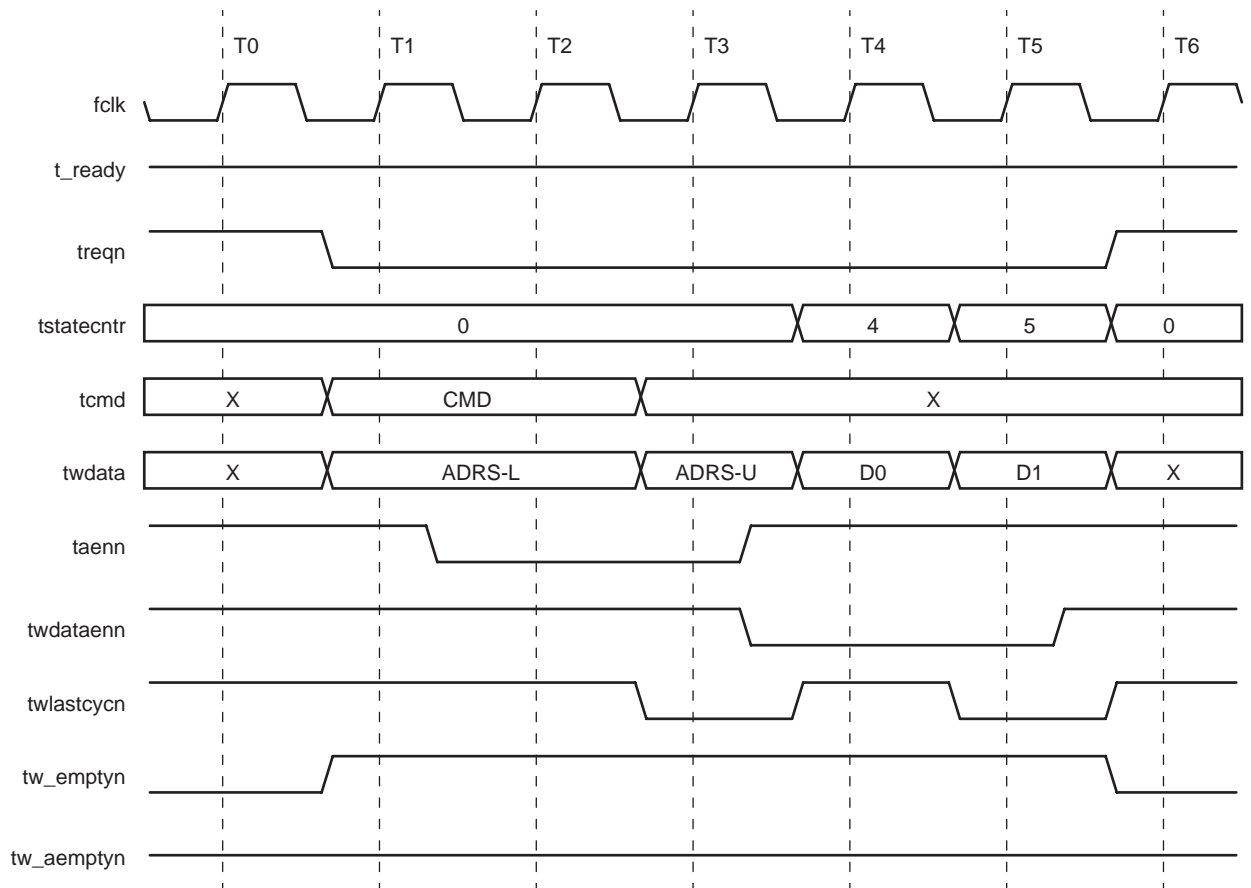 T0 T1 T2 T3 T4 T5 T6
fclk
t_ready
treqn
tstatecntr 0 4 5 0
tcmd X CMD X
twdata X ADRS-L ADRS-U D0 D1 X
taenn
twdataenn
twlastcycn
tw_emptyn
tw_aemptyn